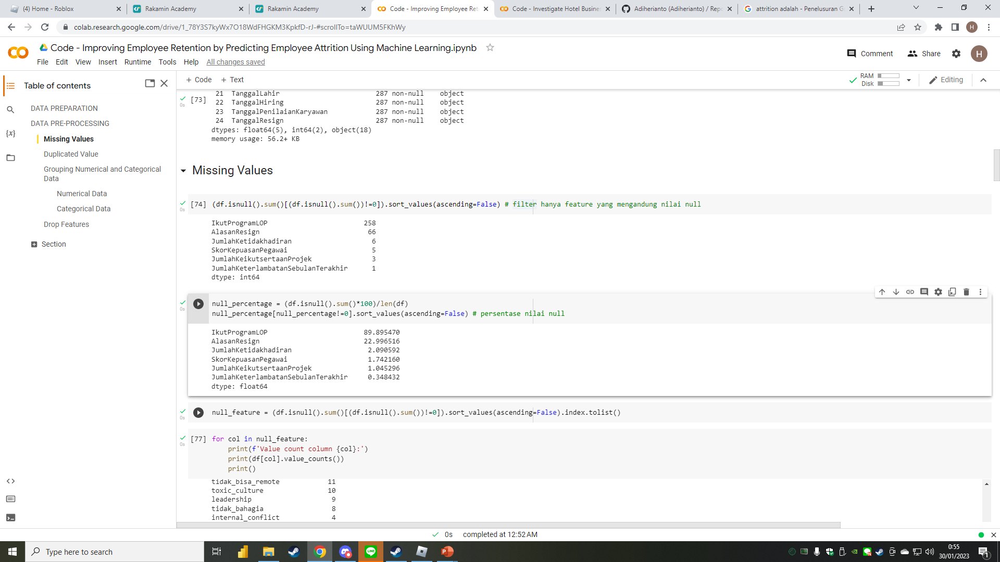 (4) Home - Roblox
Rakamin Academy
Rakamin Academy
Code - Improving Employee Ret
Code - Investigate Hotel Busine
Adiherianto (Adiherianto) / Rep
attrition adalah - Penelusuran G
colab.research.google.com/drive/1_78Y3S7kyWx7O18WdFHGKM3KpkfD-rJ-#scrollTo=taWUUM5FKhWy
H
Code - Improving Employee Retention by Predicting Employee Attrition Using Machine Learning.ipynb
Comment
Share
H
File Edit View Insert Runtime Tools Help All changes saved
Table of contents
+ Code + Text
RAM
Disk
Editing
DATA PREPARATION
DATA PRE-PROCESSING
Missing Values
Duplicated Value
Grouping Numerical and Categorical
Data
Numerical Data
Categorical Data
Drop Features
Section
{x}
[73]
0s
21 TanggalLahir 287 non-null object
22 TanggalHiring 287 non-null object
23 TanggalPenilaianKaryawan 287 non-null object
24 TanggalResign 287 non-null object
dtypes: float64(5), int64(2), object(18)
memory usage: 56.2+ KB
Missing Values
[74] (df.isnull().sum()[(df.isnull().sum())!=0]).sort_values(ascending=False) # filter hanya feature yang mengandung nilai null
0s
IkutProgramLOP 258
AlasanResign 66
JumlahKetidakhadiran 6
SkorKepuasanPegawai 5
JumlahKeikutsertaanProjek 3
JumlahKeterlambatanSebulanTerakhir 1
dtype: int64
0s
null_percentage = (df.isnull().sum()*100)/len(df)
null_percentage[null_percentage!=0].sort_values(ascending=False) # persentase nilai null
IkutProgramLOP 89.895470
AlasanResign 22.996516
JumlahKetidakhadiran 2.090592
SkorKepuasanPegawai 1.742160
JumlahKeikutsertaanProjek 1.045296
JumlahKeterlambatanSebulanTerakhir 0.348432
dtype: float64
0s
null_feature = (df.isnull().sum()[(df.isnull().sum())!=0]).sort_values(ascending=False).index.tolist()
[77] for col in null_feature:
0s
print(f'Value count column {col}:')
print(df[col].value_counts())
print()
tidak_bisa_remote 11
toxic_culture 10
leadership 9
tidak_bahagia 8
internal_conflict 4
0s completed at 12:52 AM
Type here to search
0:55
30/01/2023
1